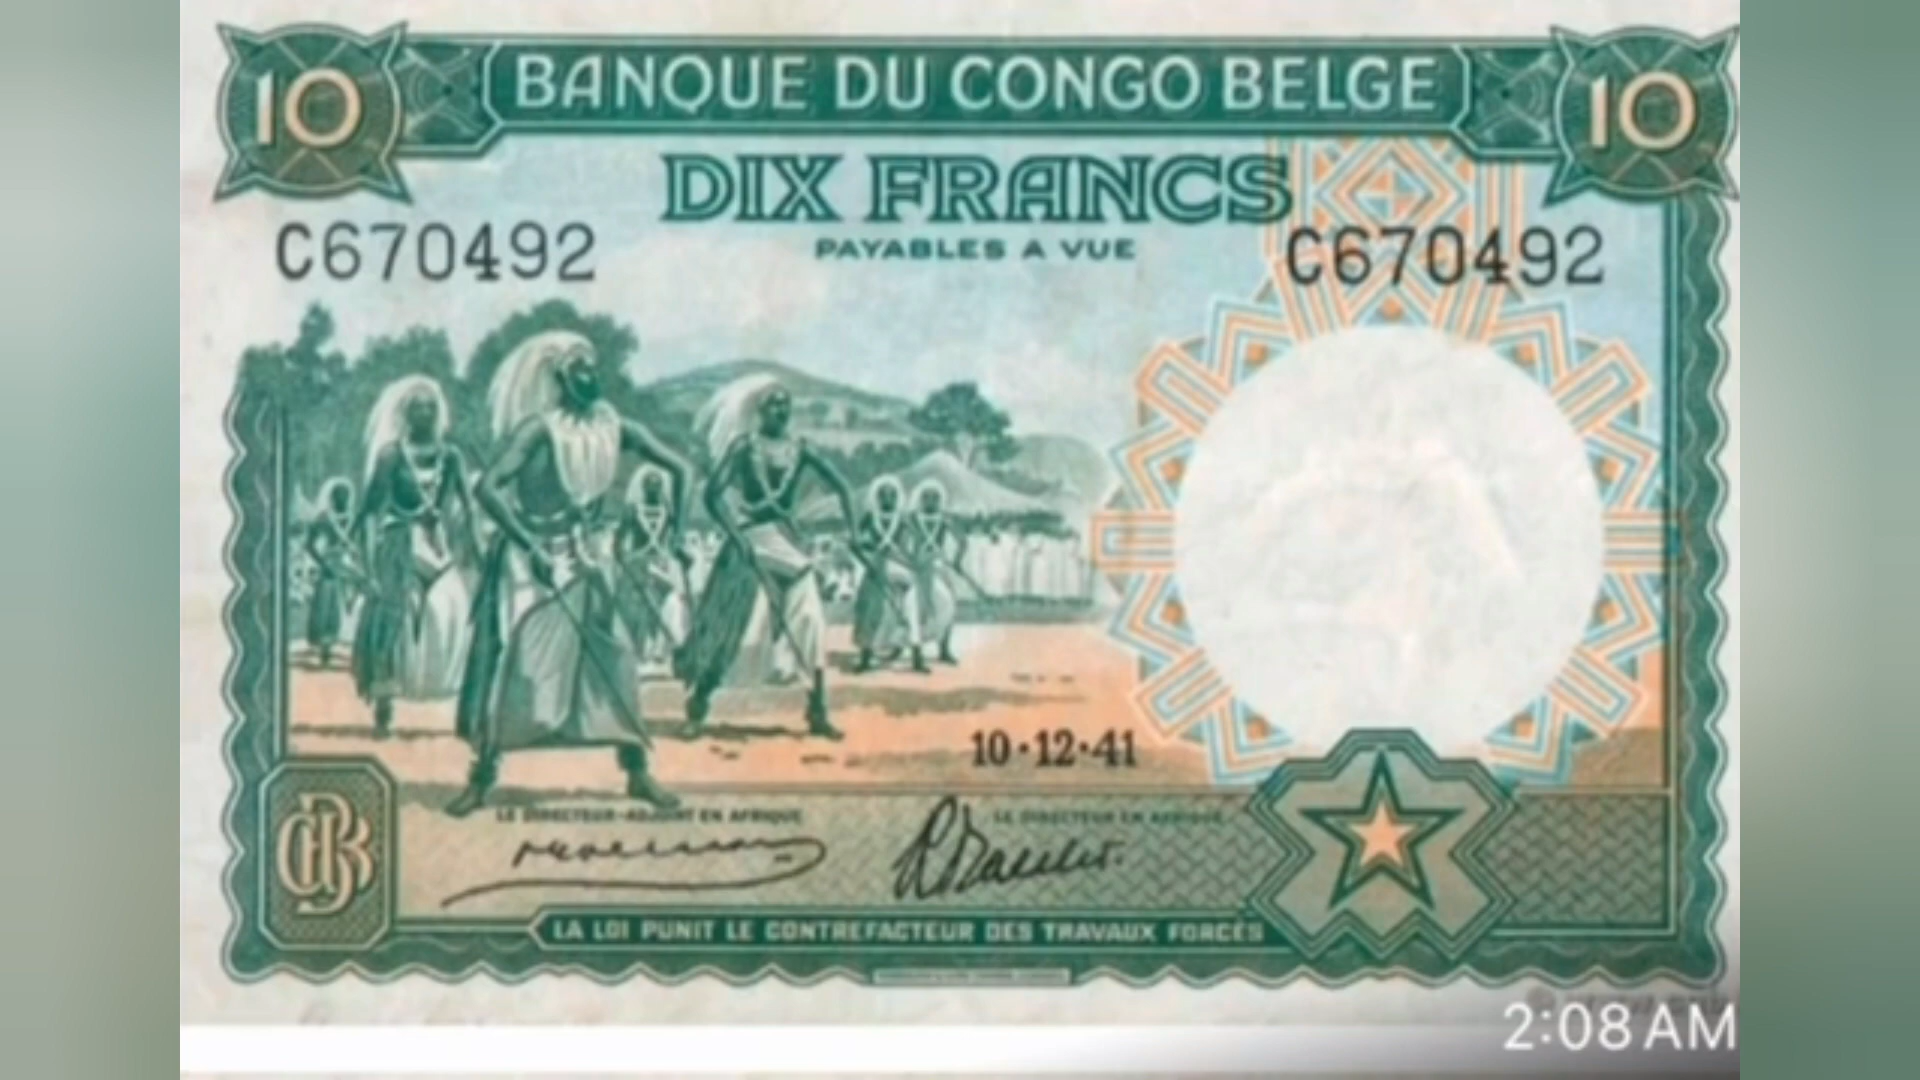 10 BANQUE DU CONGO BELGE 10
DIX FRANCS
PAYABLES A VUE
C670492 C670492
10·12·41
LE DIRECTEUR-ADJOINT EN AFRIQUE LE DIRECTEUR EN AFRIQUE
LA LOI PUNIT LE CONTREFACTEUR DES TRAVAUX FORCÉS
2:08 AM